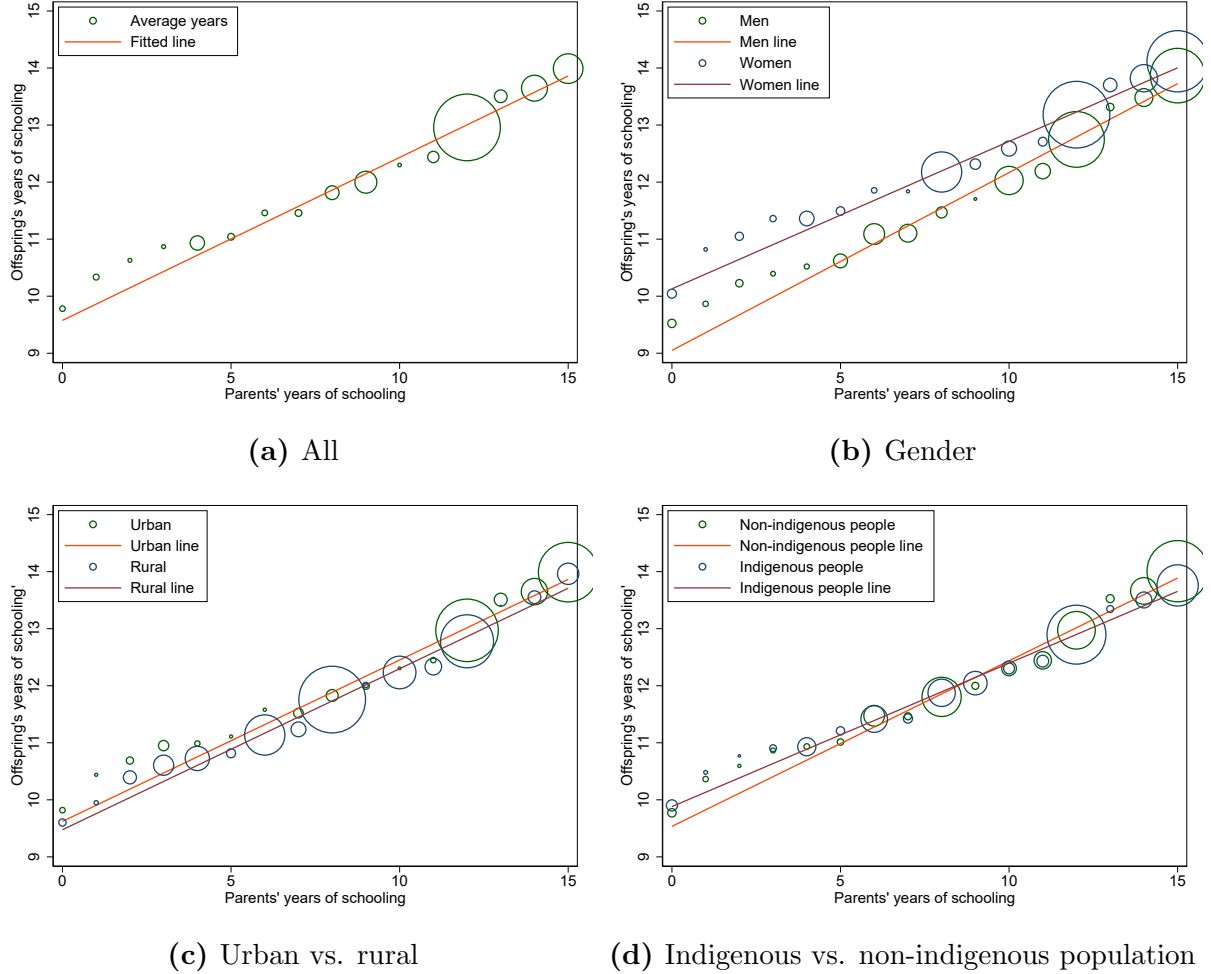 Average years
Fitted line
Offspring's years of schooling'
9
10
11
12
13
14
15
0
5
10
15
Parents' years of schooling
(a) All
Men
Men line
Women
Women line
Offspring's years of schooling'
9
10
11
12
13
14
15
0
5
10
15
Parents' years of schooling
(b) Gender
Urban
Urban line
Rural
Rural line
Offspring's years of schooling'
9
10
11
12
13
14
15
0
5
10
15
Parents' years of schooling
(c) Urban vs. rural
Non-indigenous people
Non-indigenous people line
Indigenous people
Indigenous people line
Offspring's years of schooling'
9
10
11
12
13
14
15
0
5
10
15
Parents' years of schooling
(d) Indigenous vs. non-indigenous population